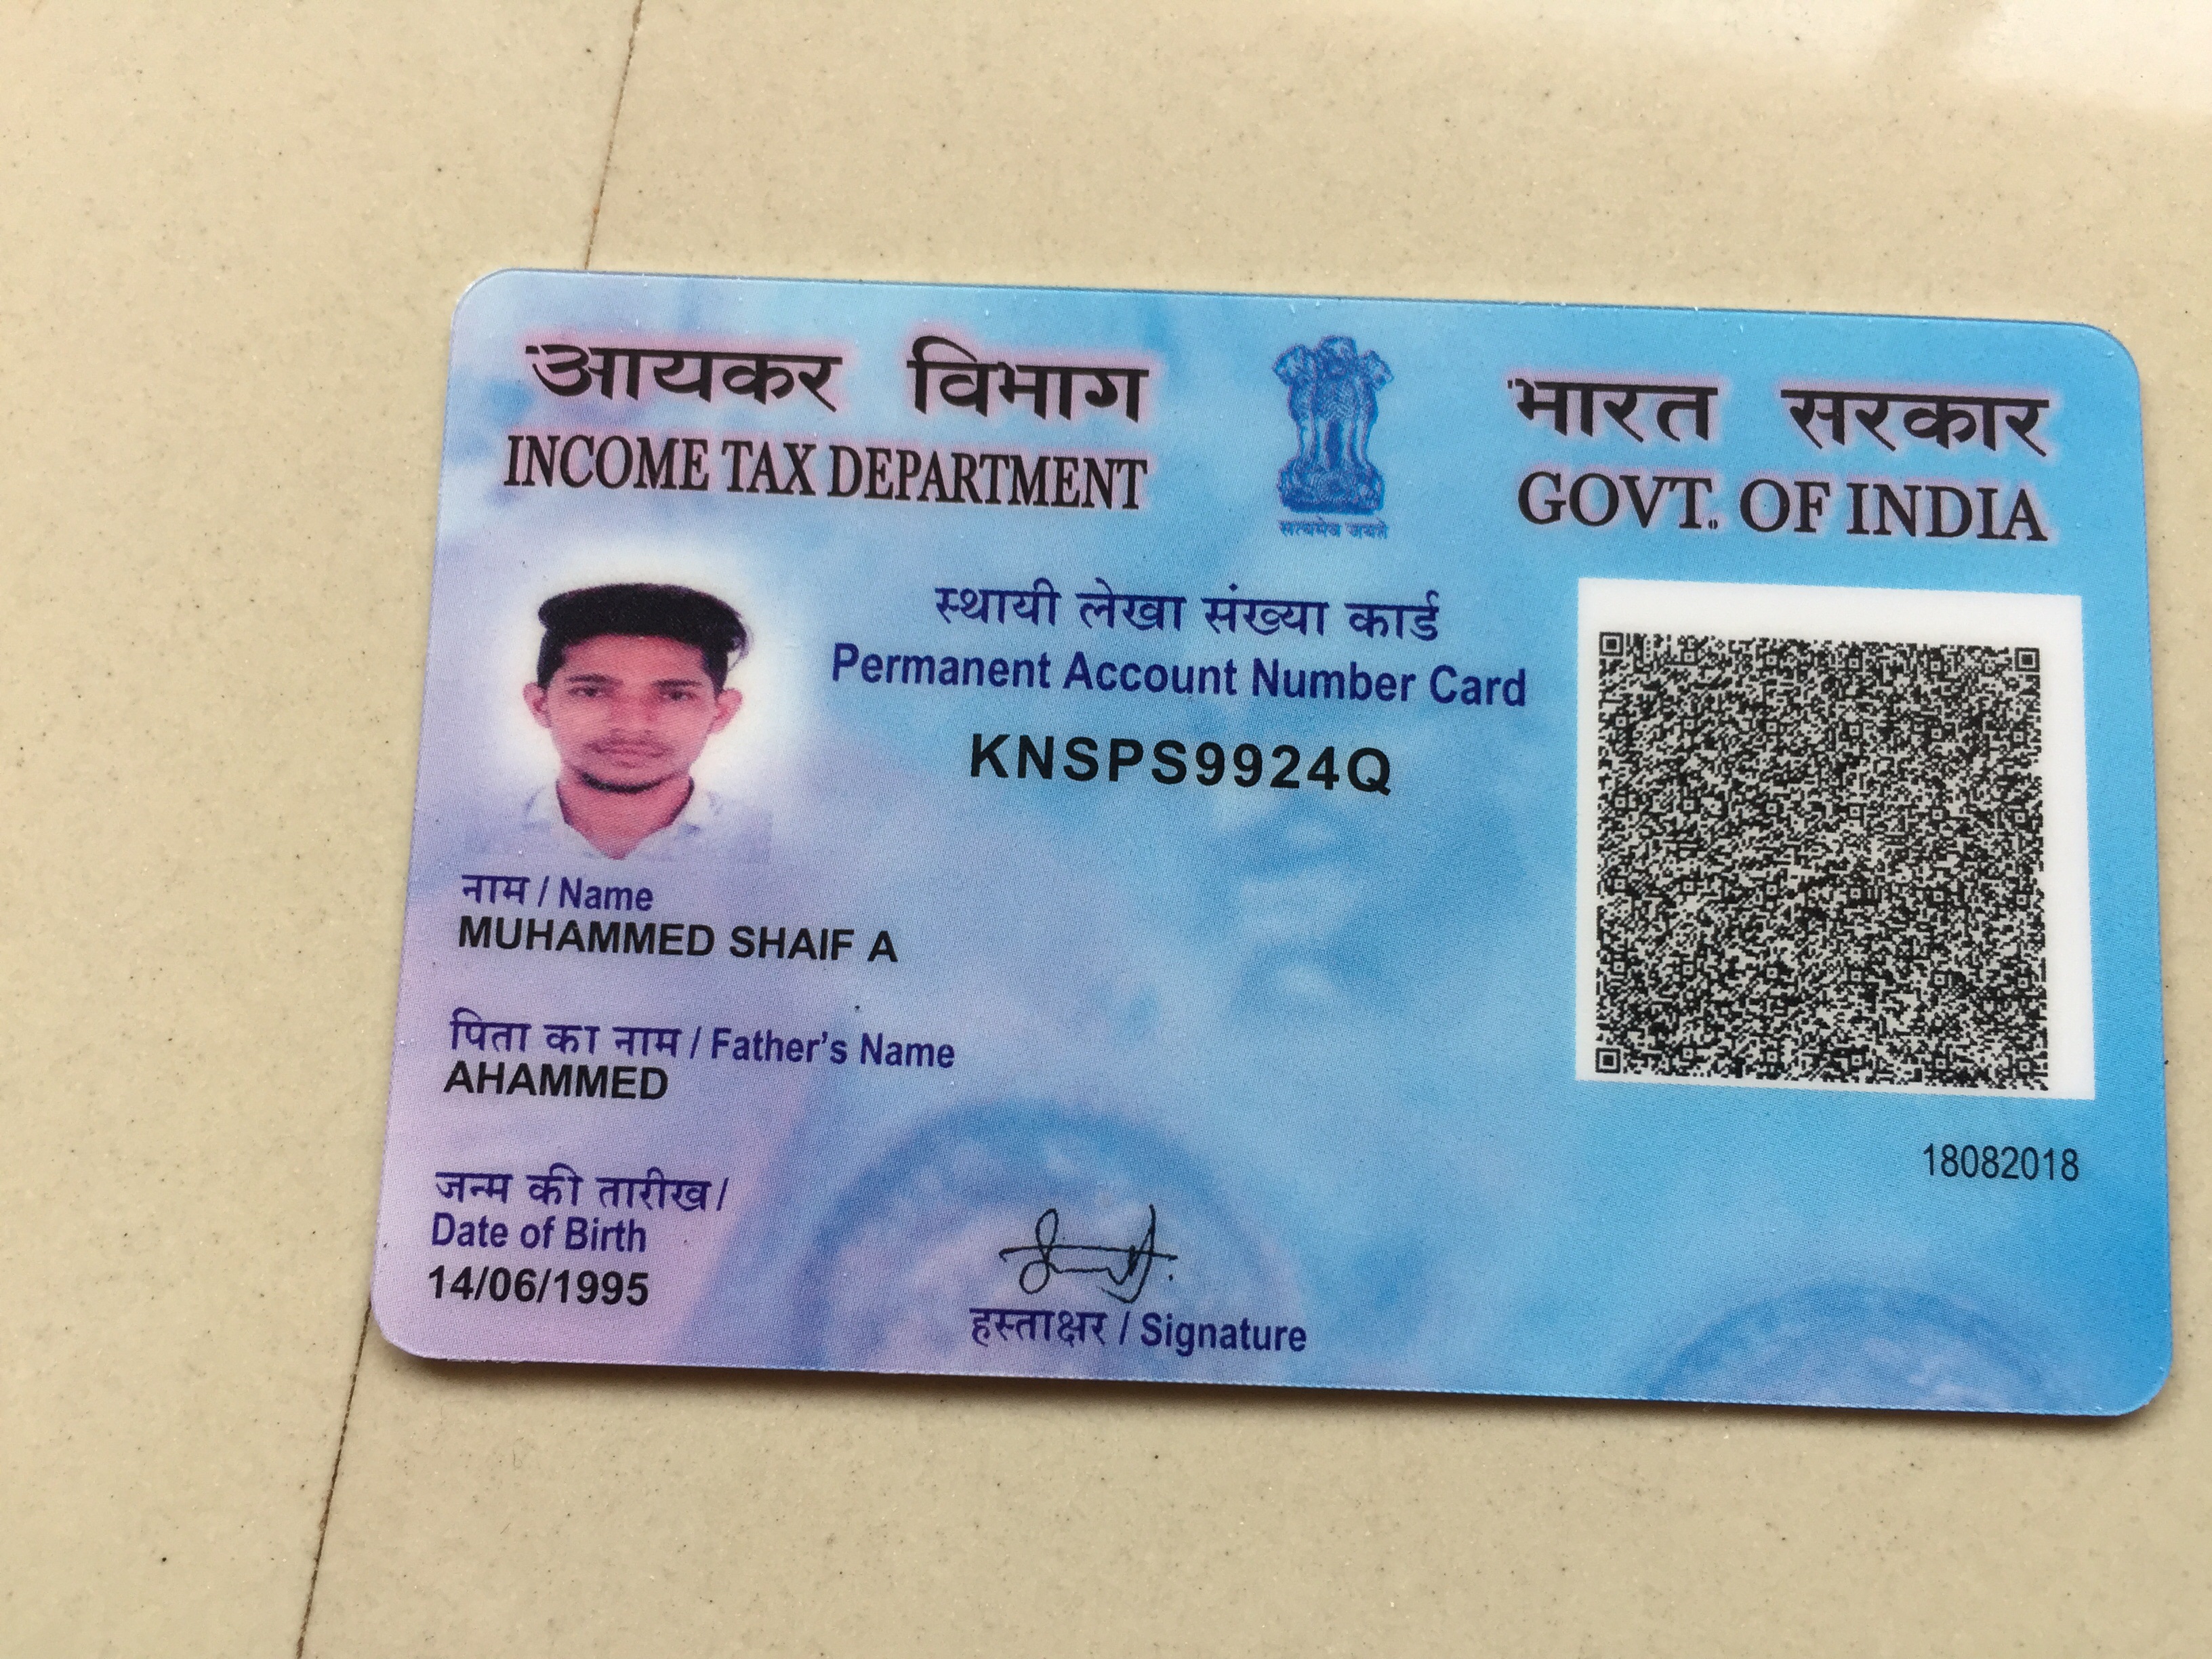 आयकर विभाग
INCOME TAX DEPARTMENT
सत्यमेव जयते
भारत सरकार
GOVT. OF INDIA
स्थायी लेखा संख्या कार्ड
Permanent Account Number Card
KNSPS9924Q
नाम / Name
MUHAMMED SHAIF A
पिता का नाम / Father's Name
AHAMMED
जन्म की तारीख /
Date of Birth
14/06/1995
हस्ताक्षर / Signature
18082018